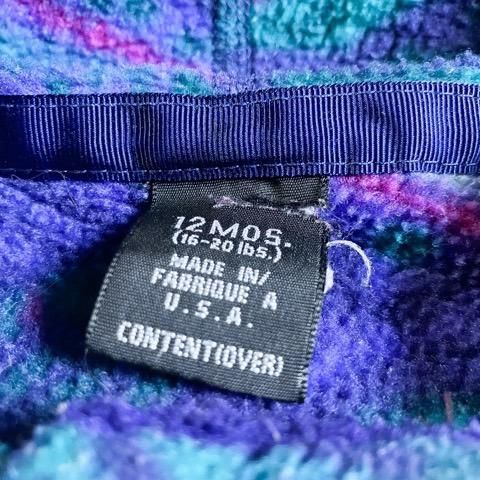 12MOS.
(16-20 lbs.)
MADE IN/
FABRIQUE A
U.S.A.
CONTENT(OVER)